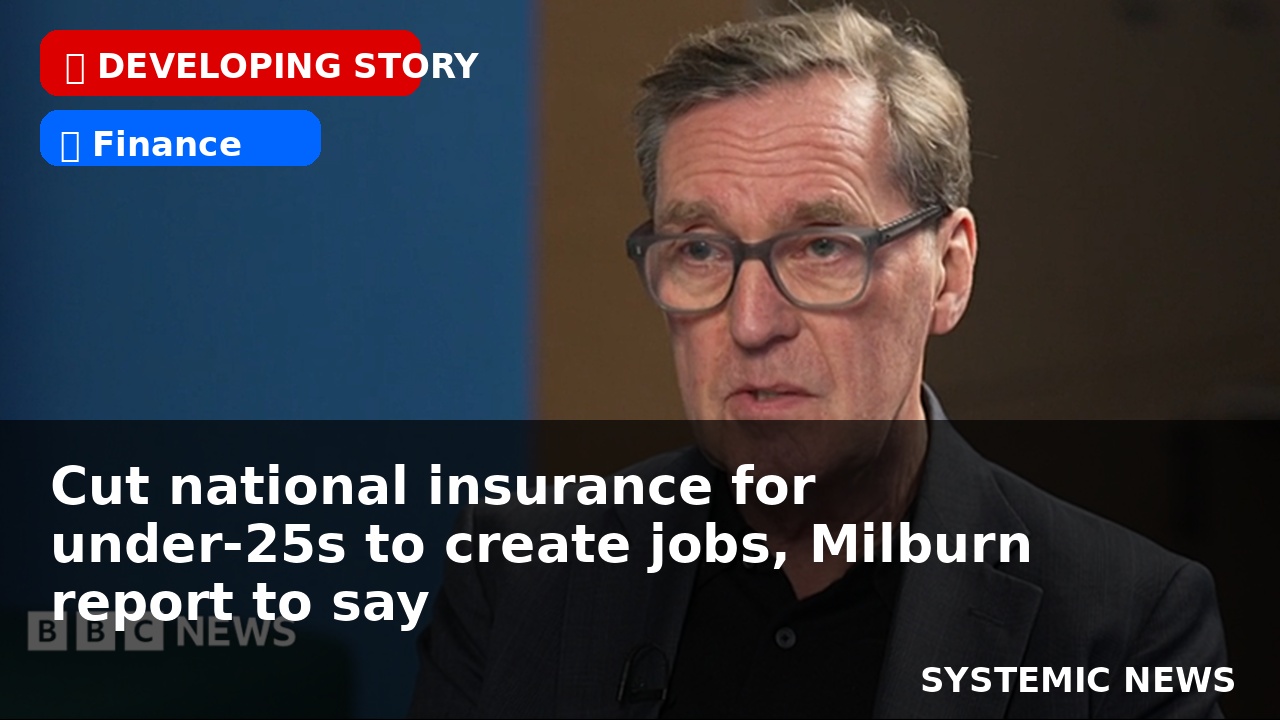 DEVELOPING STORY
Finance
Cut national insurance for
under-25s to create jobs, Milburn
report to say
BBC NEWS
SYSTEMIC NEWS